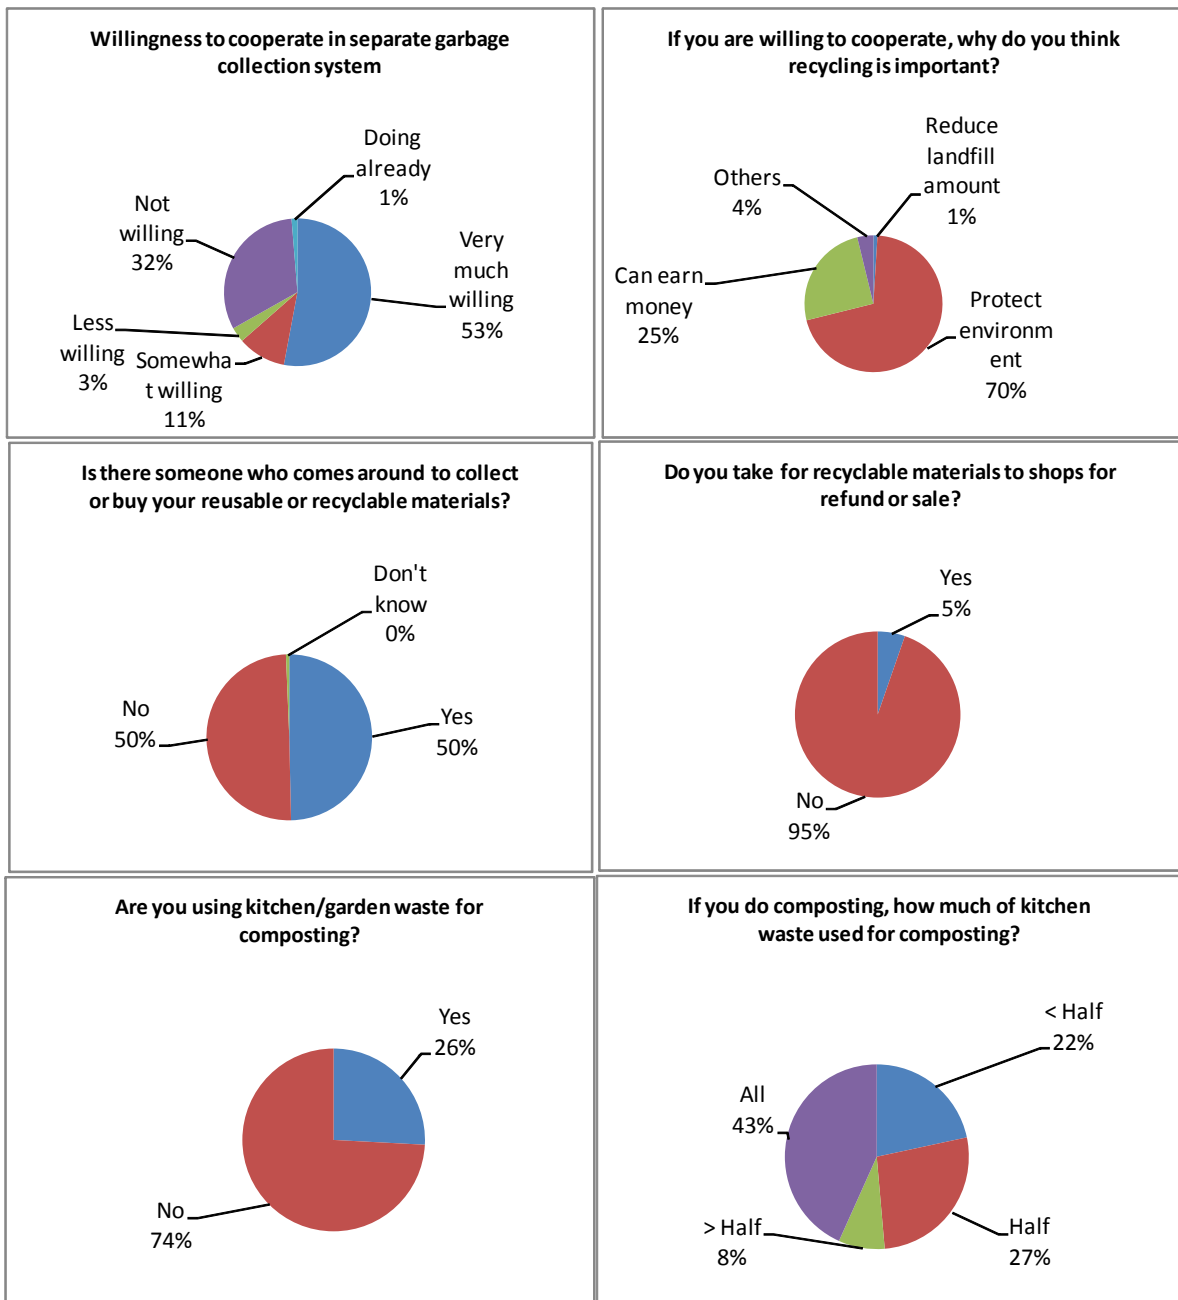 Willingness to cooperate in separate garbage
collection system
Doing
already
1%
Not
willing
32%
Very
much
willing
53%
Less
willing
3%
Somewha
t willing
11%
If you are willing to cooperate, why do you think
recycling is important?
Reduce
landfill
amount
1%
Others
4%
Can earn
money
25%
Protect
environm
ent
70%
Is there someone who comes around to collect
or buy your reusable or recyclable materials?
Don't
know
0%
No
50%
Yes
50%
Do you take for recyclable materials to shops for
refund or sale?
Yes
5%
No
95%
Are you using kitchen/garden waste for
composting?
Yes
26%
No
74%
If you do composting, how much of kitchen
waste used for composting?
< Half
22%
All
43%
> Half
8%
Half
27%